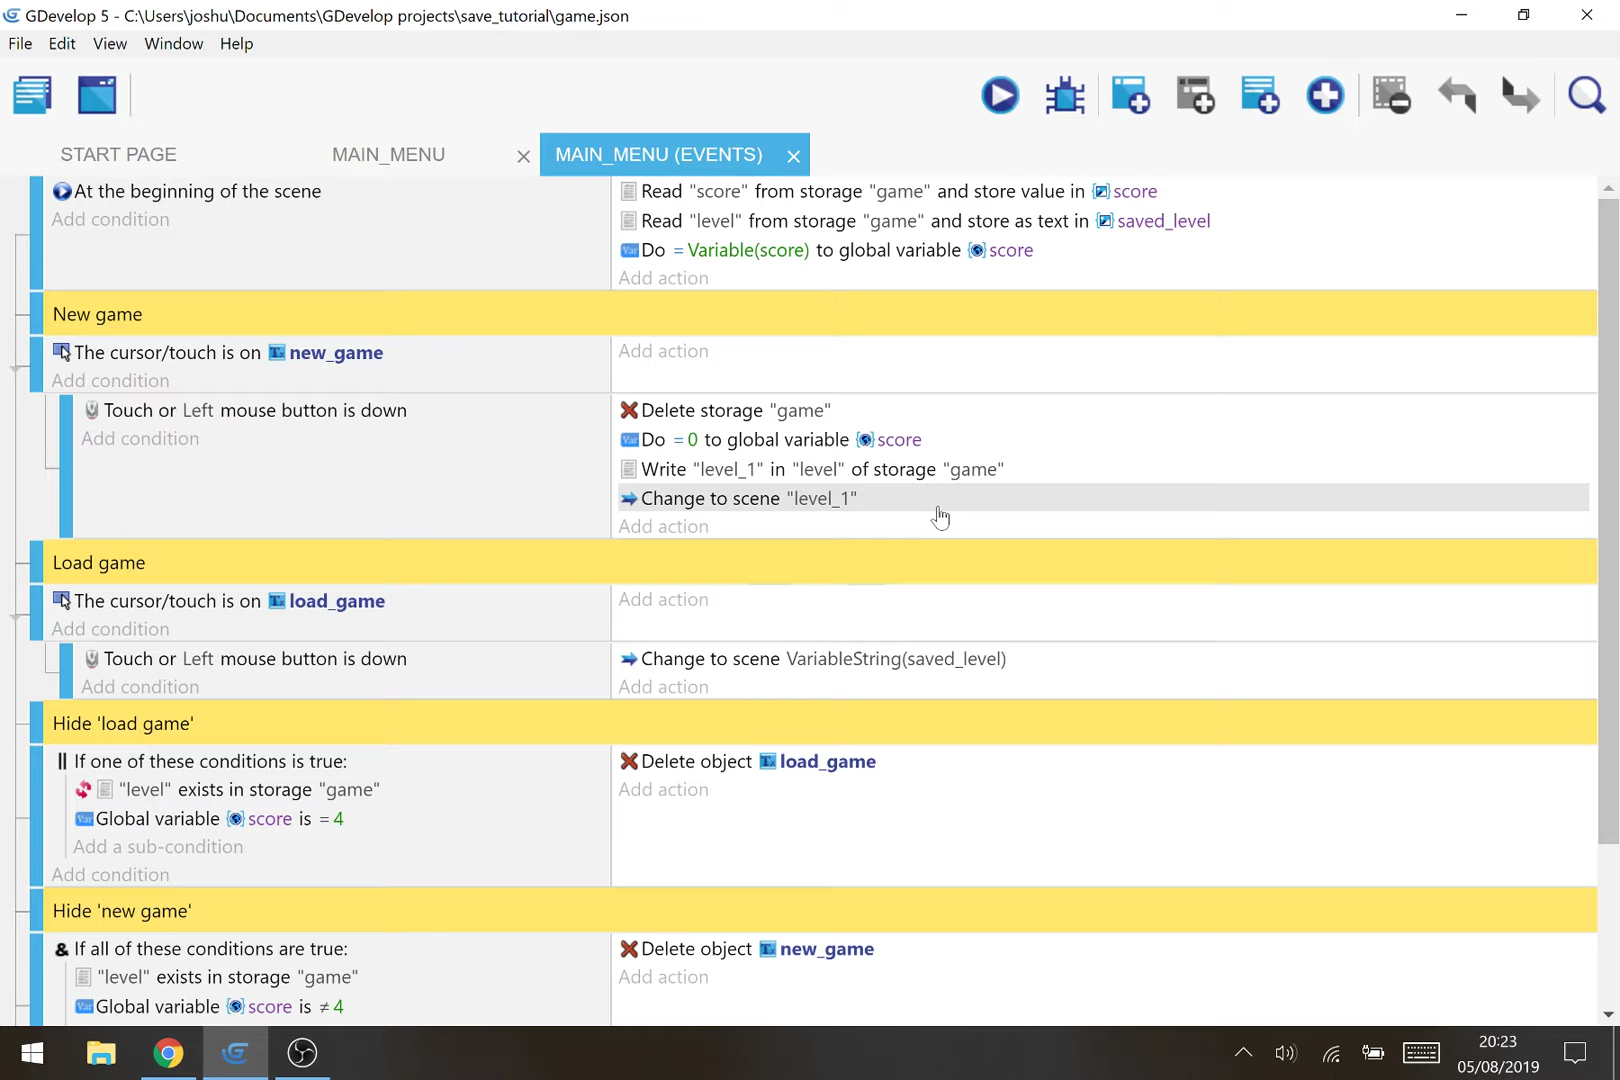 GDevelop 5 - C:\Users\joshu\Documents\GDevelop projects\save_tutorial\game.json
File Edit View Window Help
START PAGE MAIN_MENU MAIN_MENU (EVENTS)
At the beginning of the scene
Add condition
Read "score" from storage "game" and store value in score
Read "level" from storage "game" and store as text in saved_level
Var Do = Variable(score) to global variable score
Add action
New game
The cursor/touch is on new_game
Add condition
Add action
Touch or Left mouse button is down
Add condition
Delete storage "game"
Var Do = 0 to global variable score
Write "level_1" in "level" of storage "game"
Change to scene "level_1"
Add action
Load game
The cursor/touch is on load_game
Add condition
Add action
Touch or Left mouse button is down
Add condition
Change to scene VariableString(saved_level)
Add action
Hide 'load game'
If one of these conditions is true:
"level" exists in storage "game"
Var Global variable score is = 4
Add a sub-condition
Add condition
Delete object load_game
Add action
Hide 'new game'
& If all of these conditions are true:
"level" exists in storage "game"
Var Global variable score is ≠ 4
Delete object new_game
Add action
20:23
05/08/2019